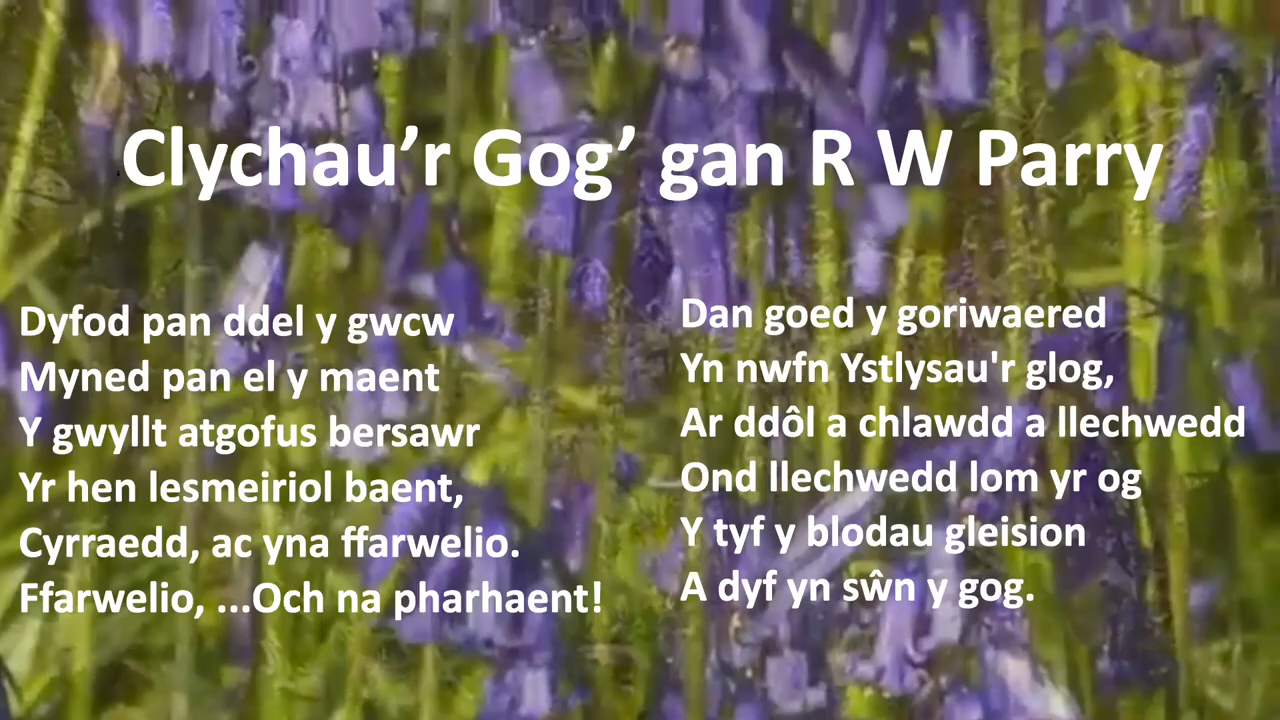 Clychau’r Gog’ gan R W Parry
Dyfod pan ddel y gwcw
Myned pan el y maent
Y gwyllt atgofus bersawr
Yr hen lesmeiriol baent,
Cyrraedd, ac yna ffarwelio.
Ffarwelio, ...Och na pharhaent!
Dan goed y goriwaered
Yn nwfn Ystlysau'r glog,
Ar ddôl a chlawdd a llechwedd
Ond llechwedd lom yr og
Y tyf y blodau gleision
A dyf yn sŵn y gog.